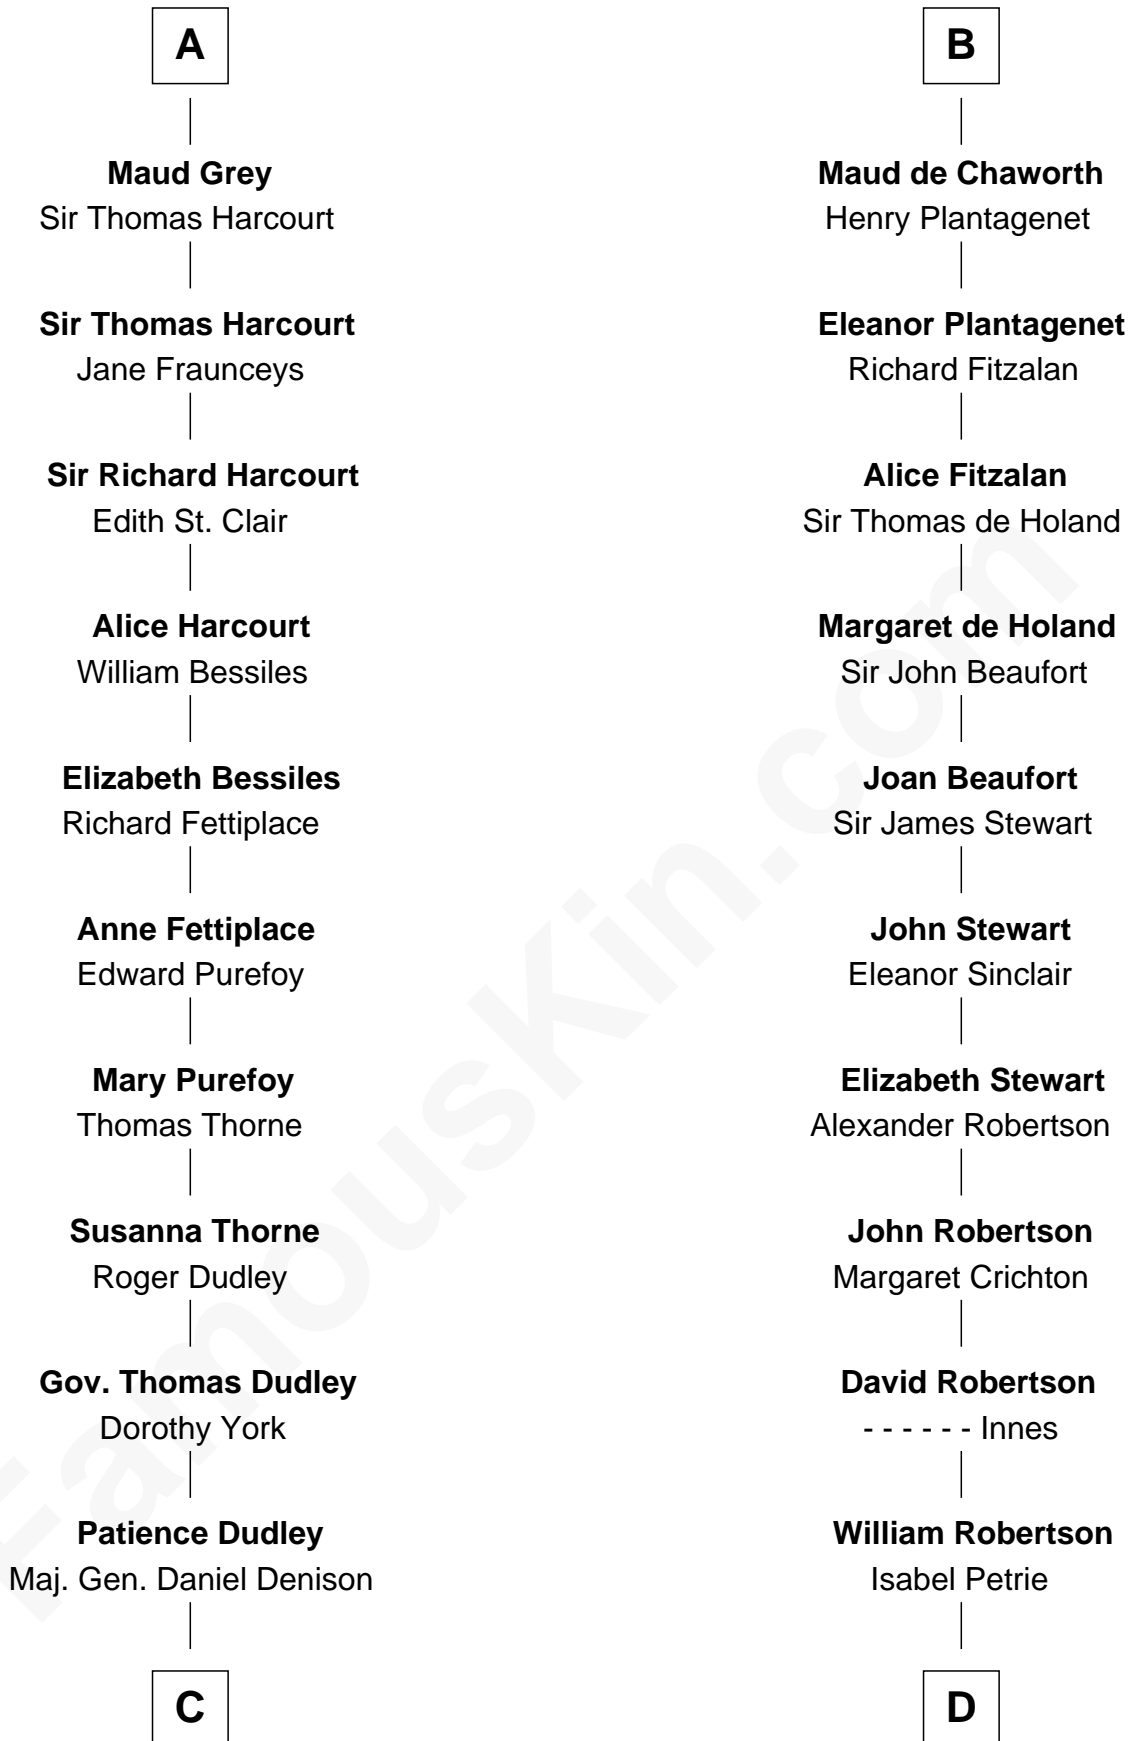 A
Maud Grey
Sir Thomas Harcourt
Sir Thomas Harcourt
Jane Fraunceys
Sir Richard Harcourt
Edith St. Clair
Alice Harcourt
William Bessiles
Elizabeth Bessiles
Richard Fettiplace
Anne Fettiplace
Edward Purefoy
Mary Purefoy
Thomas Thorne
Susanna Thorne
Roger Dudley
Gov. Thomas Dudley
Dorothy York
Patience Dudley
Maj. Gen. Daniel Denison
C
B
Maud de Chaworth
Henry Plantagenet
Eleanor Plantagenet
Richard Fitzalan
Alice Fitzalan
Sir Thomas de Holand
Margaret de Holand
Sir John Beaufort
Joan Beaufort
Sir James Stewart
John Stewart
Eleanor Sinclair
Elizabeth Stewart
Alexander Robertson
John Robertson
Margaret Crichton
David Robertson
- - - - - - Innes
William Robertson
Isabel Petrie
D
FamousKin.com